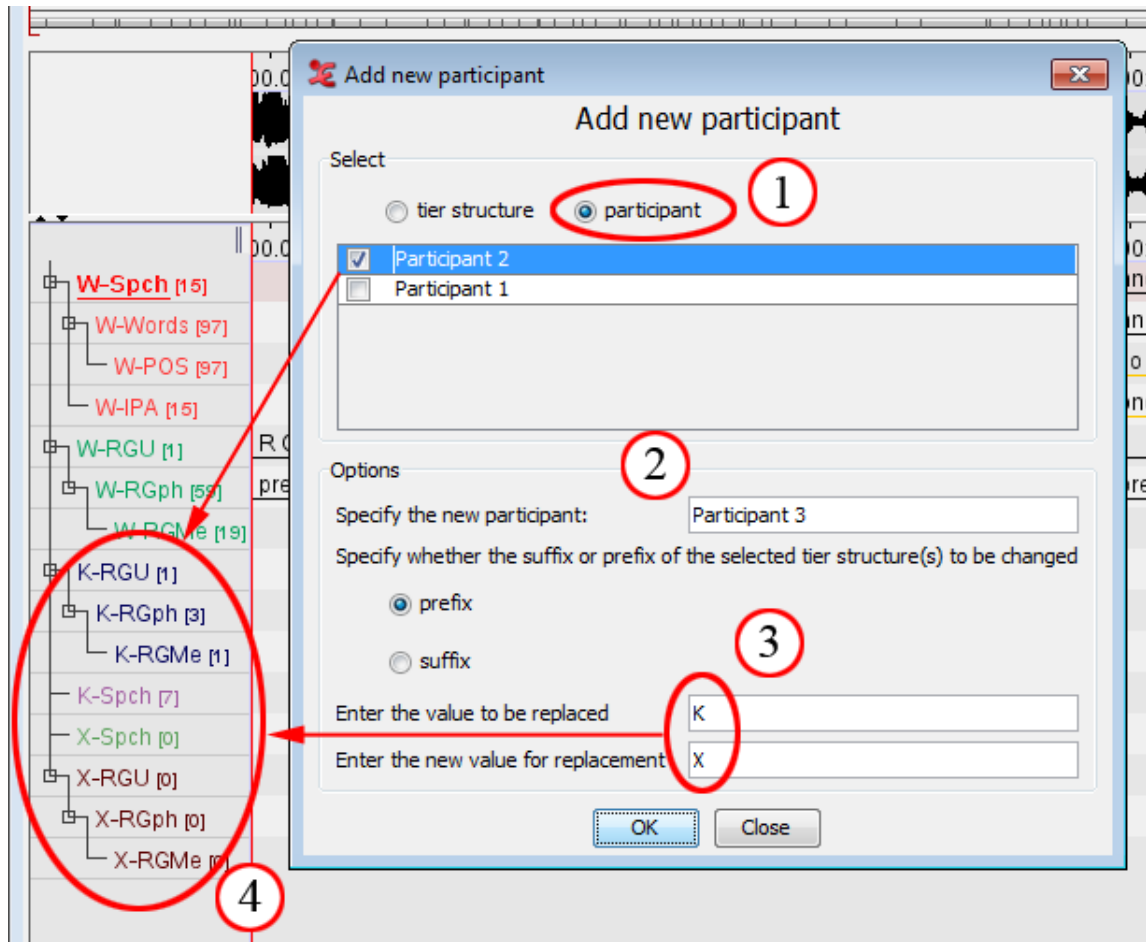 Add new participant
Add new participant
Select
1
tier structure
participant
Participant 2
Participant 1
W-Spch [15]
W-Words [97]
W-POS [97]
W-IPA [15]
W-RGU [1]
W-RGph [59]
W-RGMe [19]
K-RGU [1]
K-RGph [3]
K-RGMe [1]
K-Spch [7]
X-Spch [0]
X-RGU [0]
X-RGph [0]
X-RGMe [0]
4
2
Options
Specify the new participant: Participant 3
Specify whether the suffix or prefix of the selected tier structure(s) to be changed
prefix
3
suffix
Enter the value to be replaced K
Enter the new value for replacement X
OK Close